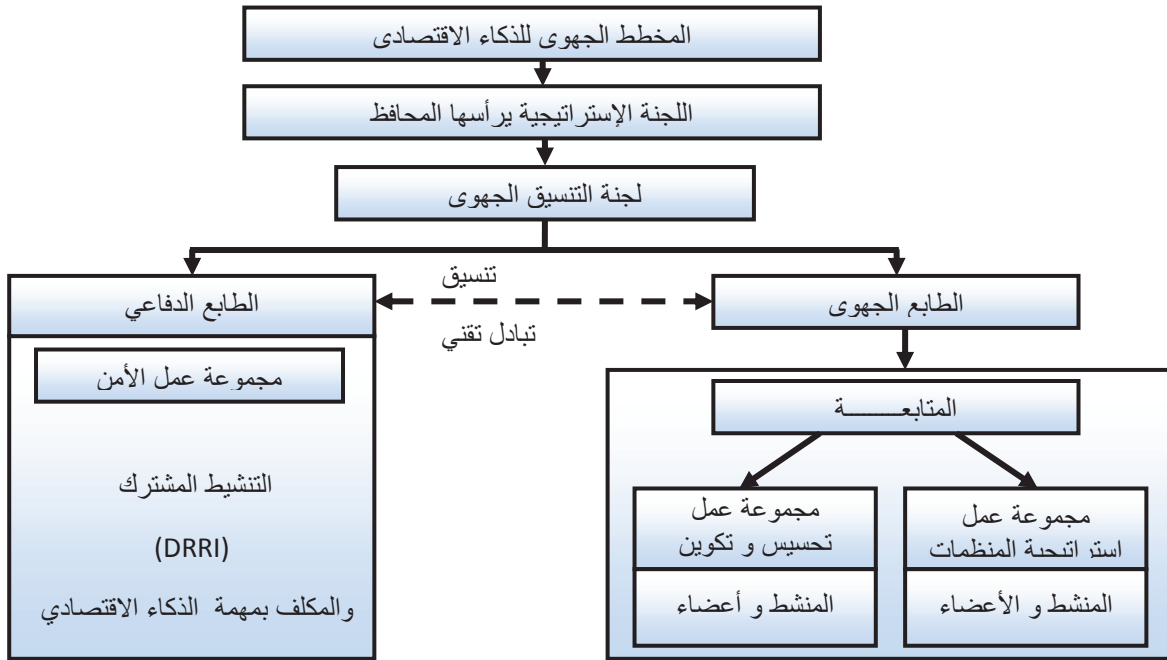 المخطط الجهوى للذكاء الاقتصادى
اللجنة الإستراتيجية يرأسها المحافظ
لجنة التنسيق الجهوى
تنسيق
تبادل تقني
الطابع الجهوى
المتابعـــــــــة
مجموعة عمل
استراتيجية المنظمات
المنشط و الأعضاء
مجموعة عمل
تحسيس و تكوين
المنشط و أعضاء
الطابع الدفاعي
مجموعة عمل الأمن
التنشيط المشترك
(DRRI)
والمكلف بمهمة الذكاء الاقتصادي